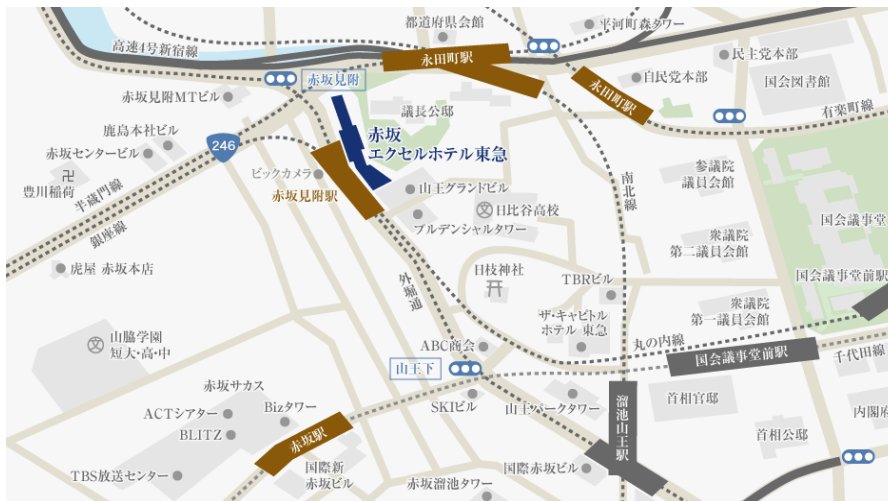 都道府県会館
平河町森タワー
高速4号新宿線
永田町駅
民主党本部
赤坂見附
自民党本部
国会図書館
赤坂見附MTビル
永田町駅
議長公邸
有楽町線
鹿島本社ビル
赤坂
エクセルホテル東急
246
赤坂センタービル
ビックカメラ
参議院
議員会館
豊川稲荷
半蔵門線
赤坂見附駅
山王グランドビル
南北線
日比谷高校
国会議事堂
銀座線
プルデンシャルタワー
衆議院
第二議員会館
虎屋 赤坂本店
外堀通
日枝神社
TBRビル
国会議事堂前駅
衆議院
第一議員会館
ザ・キャピトル
ホテル 東急
山脇学園
短大・高・中
ABC商会
丸の内線
国会議事堂前駅
千代田線
山王下
赤坂サカス
ACTシアター
Bizタワー
SKIビル
山王パークタワー
溜池山王駅
首相官邸
内閣府
BLITZ
赤坂駅
首相公邸
TBS放送センター
国際新
赤坂ビル
国際赤坂ビル
赤坂溜池タワー